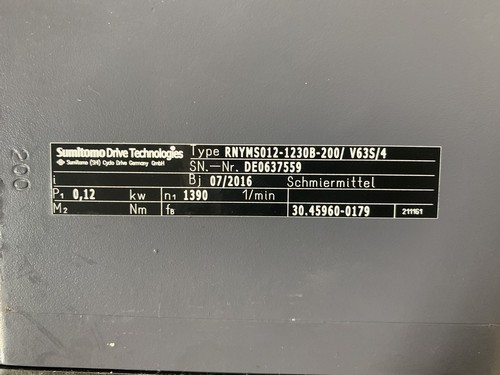 Sumitomo Drive Technologies
Sumitomo (SHI) Cyclo Drive Germany GmbH
Type RNYMS012-1230B-200/ V63S/4
SN.-Nr. DE0637559
i Bj 07/2016 Schmiermittel
P1 0,12 kw n1 1390 1/min
M2 Nm fB 30.45960-0179 211161
200